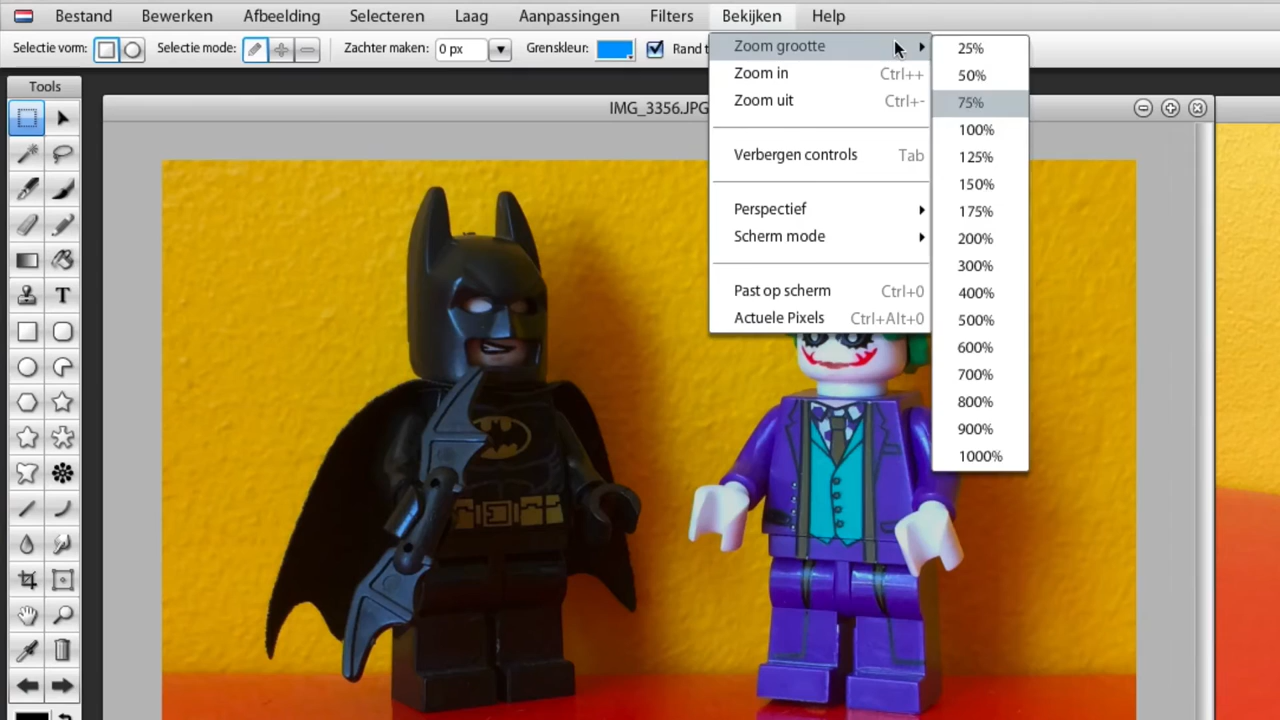 Bestand Bewerken Afbeelding Selecteren Laag Aanpassingen Filters Bekijken Help
Selectie vorm: Selectie mode: Zachter maken: 0 px Grenskleur: Rand
Tools
IMG_3356.JPG
Zoom grootte
Zoom in Ctrl++
Zoom uit Ctrl+-
Verbergen controls Tab
Perspectief
Scherm mode
Past op scherm Ctrl+0
Actuele Pixels Ctrl+Alt+0
25%
50%
75%
100%
125%
150%
175%
200%
300%
400%
500%
600%
700%
800%
900%
1000%
T